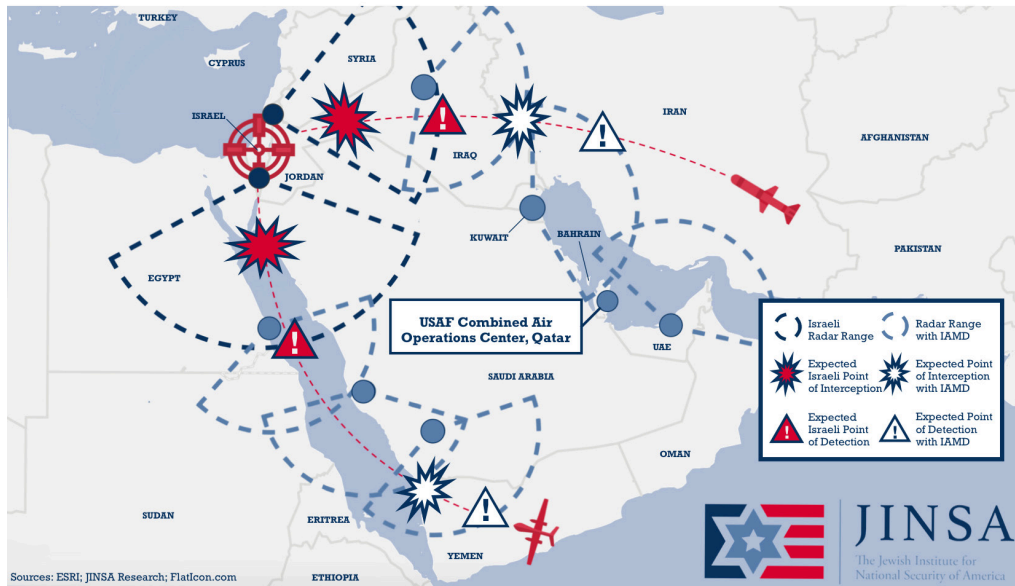 TURKEY
CYPRUS
SYRIA
ISRAEL
IRAQ
IRAN
AFGHANISTAN
JORDAN
KUWAIT
BAHRAIN
PAKISTAN
EGYPT
USAF Combined Air
Operations Center, Qatar
UAE
SAUDI ARABIA
OMAN
SUDAN
ERITREA
YEMEN
ETHIOPIA
Israeli
Radar Range
Radar Range
with IAMD
Expected
Israeli Point
of Interception
Expected Point
of Interception
with IAMD
Expected
Israeli Point
of Detection
Expected Point
of Detection
with IAMD
!
!
!
!
!
!
JINSA
The Jewish Institute for
National Security of America
Sources: ESRI; JINSA Research; FlatIcon.com